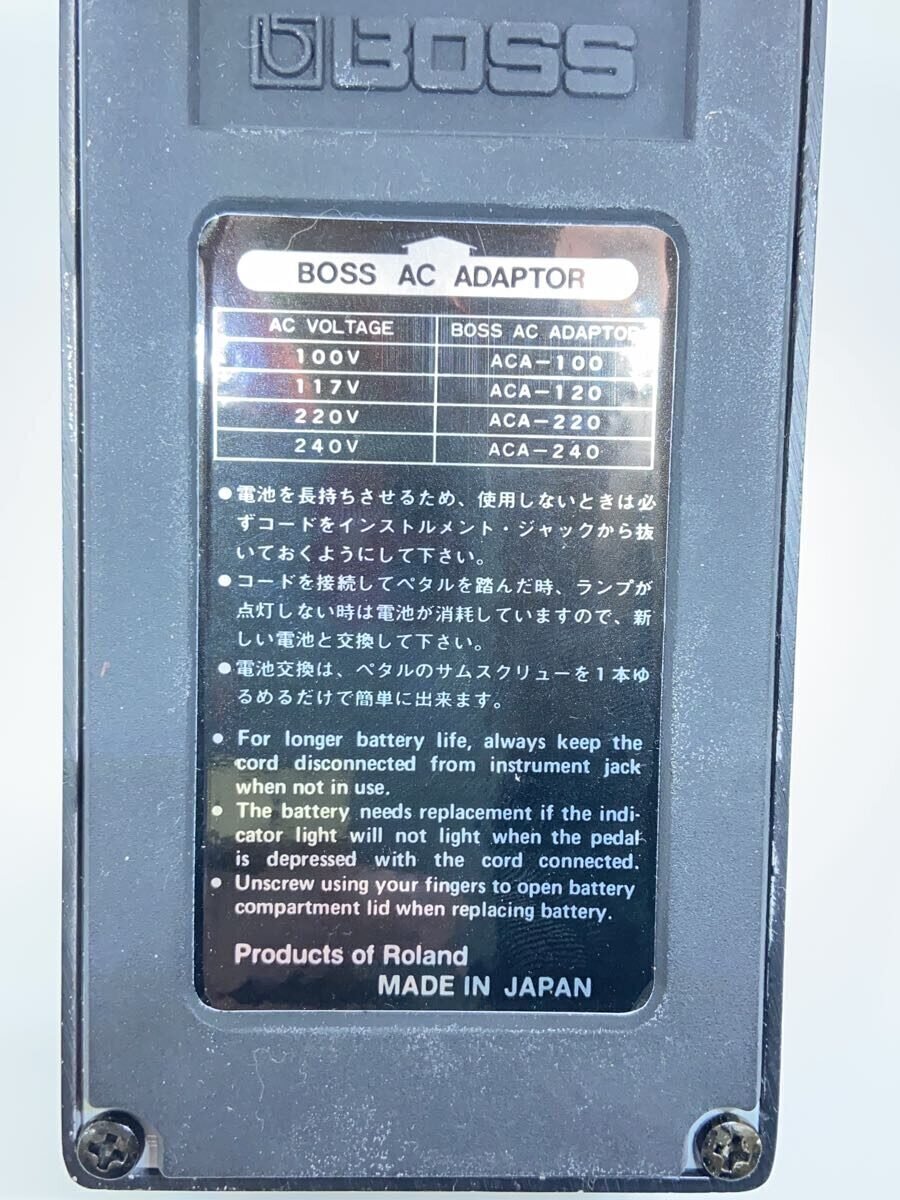 BOSS
BOSS AC ADAPTOR
AC VOLTAGE BOSS AC ADAPTOR
100V ACA-100
117V ACA-120
220V ACA-220
240V ACA-240
●電池を長持ちさせるため、使用しないときは必
ずコードをインストルメント・ジャックから抜
いておくようにして下さい。
●コードを接続してペタルを踏んだ時、ランプが
点灯しない時は電池が消耗していますので、新
しい電池と交換して下さい。
●電池交換は、ペタルのサムスクリューを1本ゆ
るめるだけで簡単に出来ます。
● For longer battery life, always keep the
cord disconnected from instrument jack
when not in use.
● The battery needs replacement if the indi-
cator light will not light when the pedal
is depressed with the cord connected.
● Unscrew using your fingers to open battery
compartment lid when replacing battery.
Products of Roland
MADE IN JAPAN